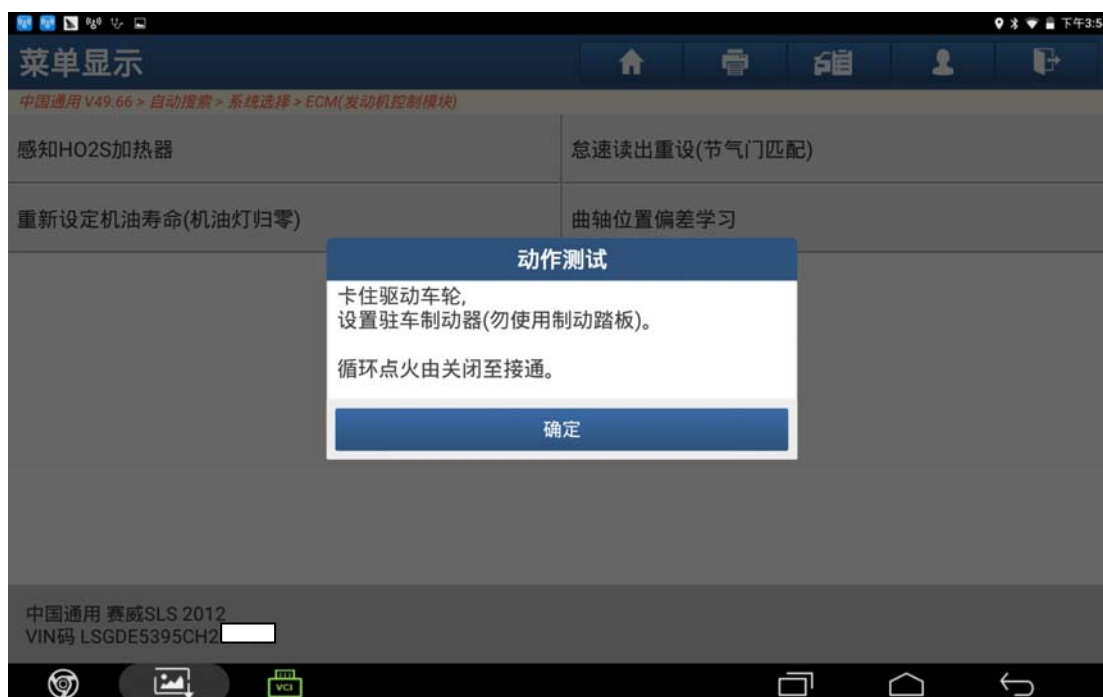 下午3:5
菜单显示
中国通用 V49.66 > 自动搜索 > 系统选择 > ECM(发动机控制模块)
感知HO2S加热器
怠速读出重设(节气门匹配)
重新设定机油寿命(机油灯归零)
曲轴位置偏差学习
动作测试
卡住驱动车轮,
设置驻车制动器(勿使用制动踏板)。
循环点火由关闭至接通。
确定
中国通用 赛威SLS 2012
VIN码 LSGDE5395CH2
VCI